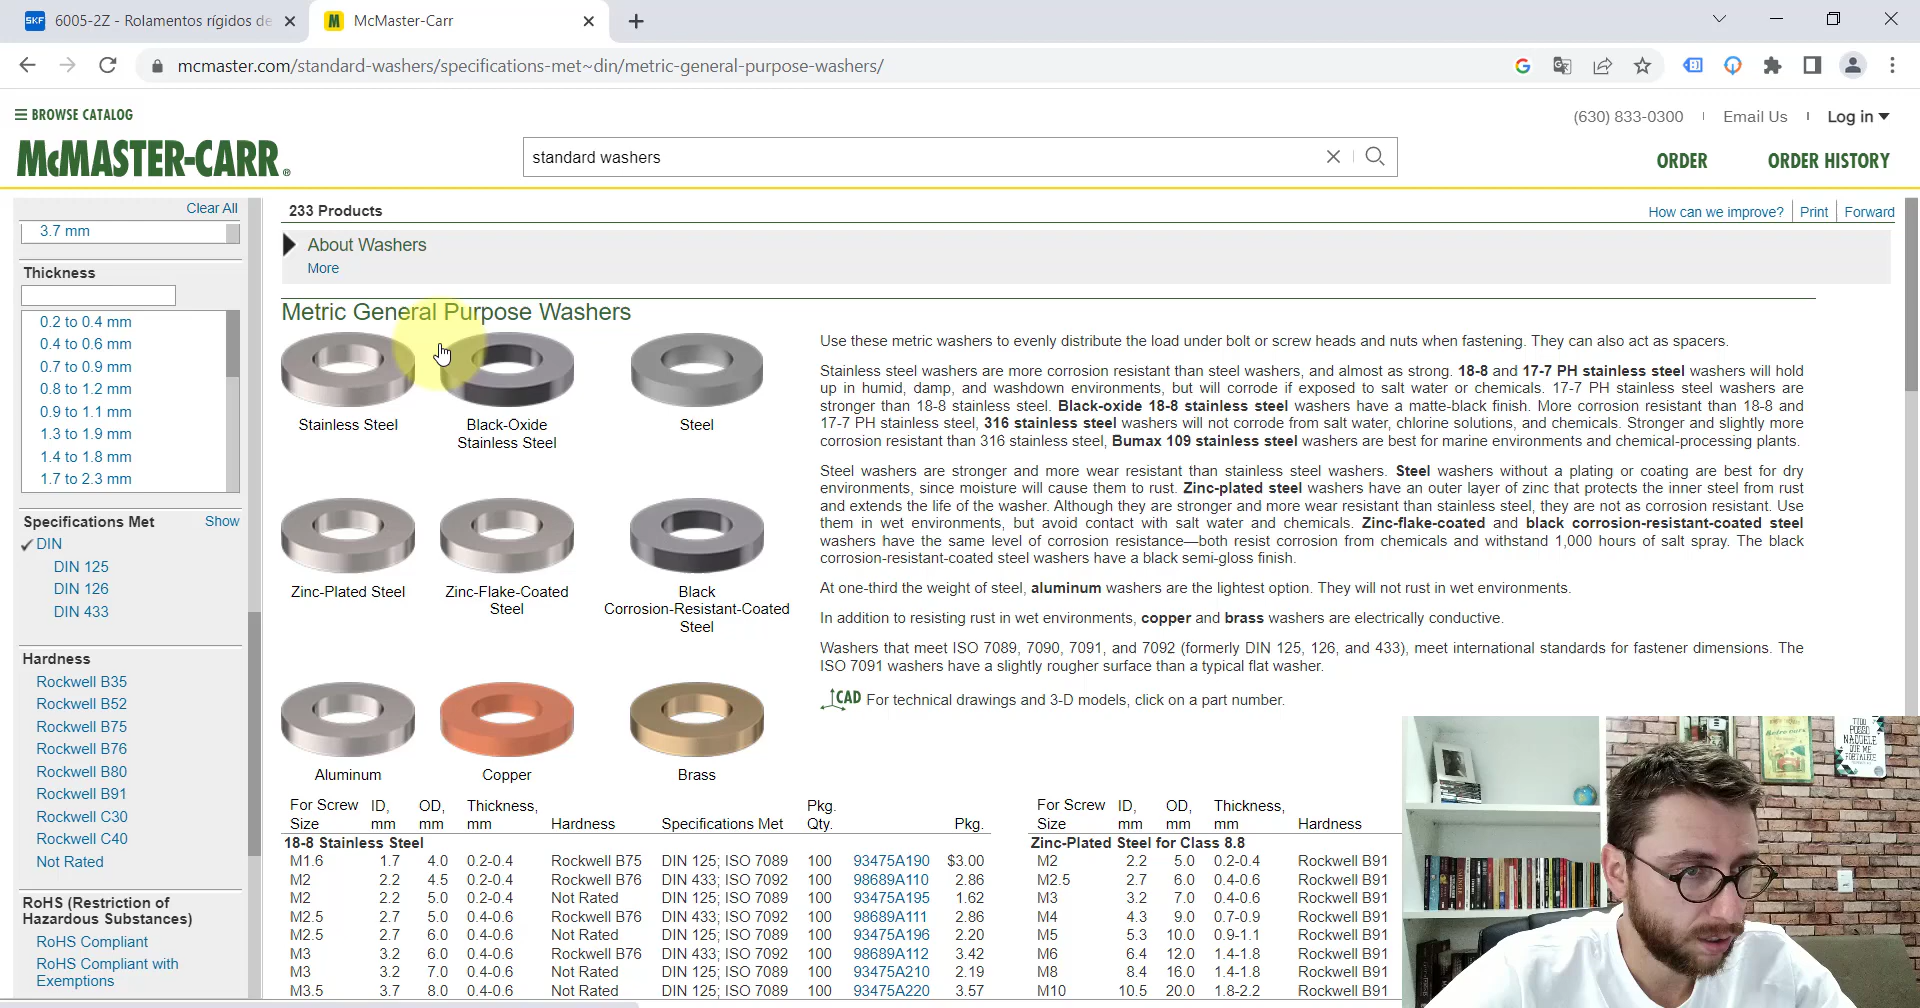 SKF 6005-2Z - Rolamentos rígidos de
M McMaster-Carr
mcmaster.com/standard-washers/specifications-met~din/metric-general-purpose-washers/
BROWSE CATALOG
(630) 833-0300
Email Us
Log in
McMASTER-CARR®
standard washers
ORDER
ORDER HISTORY
Clear All
3.7 mm
Thickness
0.2 to 0.4 mm
0.4 to 0.6 mm
0.7 to 0.9 mm
0.8 to 1.2 mm
0.9 to 1.1 mm
1.3 to 1.9 mm
1.4 to 1.8 mm
1.7 to 2.3 mm
Specifications Met Show
DIN
DIN 125
DIN 126
DIN 433
Hardness
Rockwell B35
Rockwell B52
Rockwell B75
Rockwell B76
Rockwell B80
Rockwell B91
Rockwell C30
Rockwell C40
Not Rated
RoHS (Restriction of
Hazardous Substances)
RoHS Compliant
RoHS Compliant with
Exemptions
233 Products
How can we improve? Print Forward
About Washers
More
Metric General Purpose Washers
Stainless Steel
Black-Oxide
Stainless Steel
Steel
Zinc-Plated Steel
Zinc-Flake-Coated
Steel
Black
Corrosion-Resistant-Coated
Steel
Aluminum
Copper
Brass
Use these metric washers to evenly distribute the load under bolt or screw heads and nuts when fastening. They can also act as spacers.
Stainless steel washers are more corrosion resistant than steel washers, and almost as strong. 18-8 and 17-7 PH stainless steel washers will hold
up in humid, damp, and washdown environments, but will corrode if exposed to salt water or chemicals. 17-7 PH stainless steel washers are
stronger than 18-8 stainless steel. Black-oxide 18-8 stainless steel washers have a matte-black finish. More corrosion resistant than 18-8 and
17-7 PH stainless steel, 316 stainless steel washers will not corrode from salt water, chlorine solutions, and chemicals. Stronger and slightly more
corrosion resistant than 316 stainless steel, Bumax 109 stainless steel washers are best for marine environments and chemical-processing plants.
Steel washers are stronger and more wear resistant than stainless steel washers. Steel washers without a plating or coating are best for dry
environments, since moisture will cause them to rust. Zinc-plated steel washers have an outer layer of zinc that protects the inner steel from rust
and extends the life of the washer. Although they are stronger and more wear resistant than stainless steel, they are not as corrosion resistant. Use
them in wet environments, but avoid contact with salt water and chemicals. Zinc-flake-coated and black corrosion-resistant-coated steel
washers have the same level of corrosion resistance—both resist corrosion from chemicals and withstand 1,000 hours of salt spray. The black
corrosion-resistant-coated steel washers have a black semi-gloss finish.
At one-third the weight of steel, aluminum washers are the lightest option. They will not rust in wet environments.
In addition to resisting rust in wet environments, copper and brass washers are electrically conductive.
Washers that meet ISO 7089, 7090, 7091, and 7092 (formerly DIN 125, 126, and 433), meet international standards for fastener dimensions. The
ISO 7091 washers have a slightly rougher surface than a typical flat washer.
CAD For technical drawings and 3-D models, click on a part number.
For Screw ID, OD, Thickness, Pkg.
Size mm mm mm Hardness Specifications Met Qty. Pkg.
18-8 Stainless Steel
M1.6 1.7 4.0 0.2-0.4 Rockwell B75 DIN 125; ISO 7089 100 93475A190 $3.00
M2 2.2 4.5 0.2-0.4 Rockwell B76 DIN 433; ISO 7092 100 98689A110 2.86
M2 2.2 5.0 0.2-0.4 Not Rated DIN 125; ISO 7089 100 93475A195 1.62
M2.5 2.7 5.0 0.4-0.6 Rockwell B76 DIN 433; ISO 7092 100 98689A111 2.86
M2.5 2.7 6.0 0.4-0.6 Not Rated DIN 125; ISO 7089 100 93475A196 2.20
M3 3.2 6.0 0.4-0.6 Rockwell B76 DIN 433; ISO 7092 100 98689A112 3.42
M3 3.2 7.0 0.4-0.6 Not Rated DIN 125; ISO 7089 100 93475A210 2.19
M3.5 3.7 8.0 0.4-0.6 Not Rated DIN 125; ISO 7089 100 93475A220 3.57
For Screw ID, OD, Thickness,
Size mm mm mm Hardness
Zinc-Plated Steel for Class 8.8
M2 2.2 5.0 0.2-0.4 Rockwell B91
M2.5 2.7 6.0 0.4-0.6 Rockwell B91
M3 3.2 7.0 0.4-0.6 Rockwell B91
M4 4.3 9.0 0.7-0.9 Rockwell B91
M5 5.3 10.0 0.9-1.1 Rockwell B91
M6 6.4 12.0 1.4-1.8 Rockwell B91
M8 8.4 16.0 1.4-1.8 Rockwell B91
M10 10.5 20.0 1.8-2.2 Rockwell B91
TUDO
POSSO
NAQUELE
QUE ME
FORTALECE